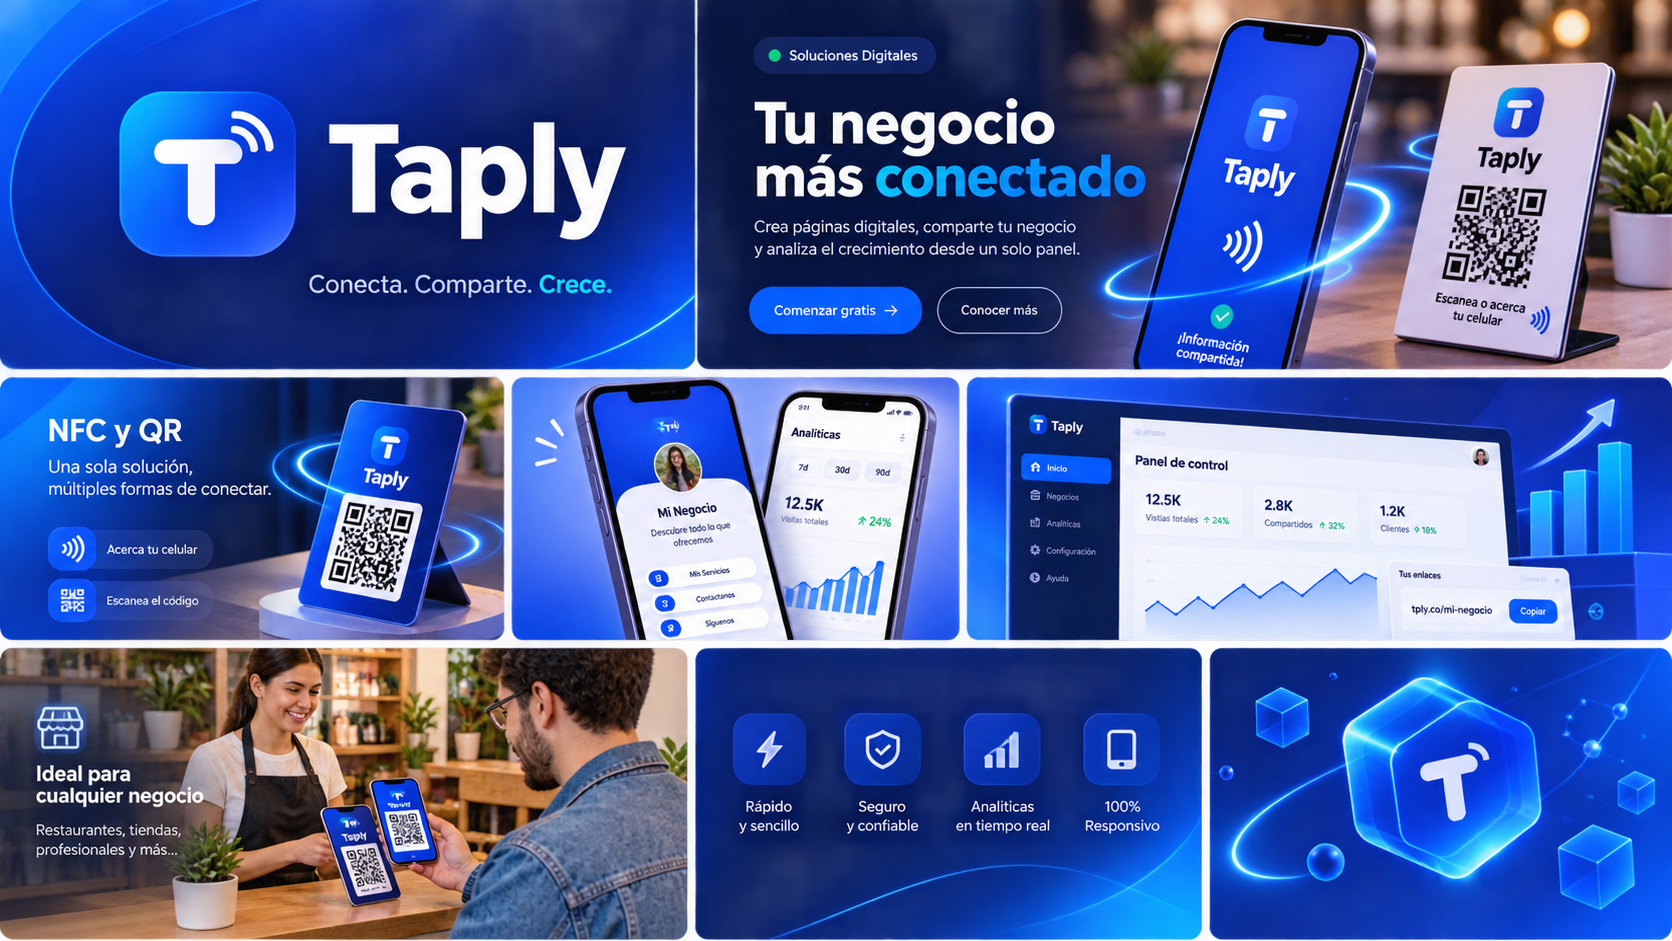 Taply
Conecta. Comparte. Crece.
Soluciones Digitales
Tu negocio
más conectado
Crea páginas digitales, comparte tu negocio
y analiza el crecimiento desde un solo panel.
Comenzar gratis →
Conocer más
Taply
¡Información
compartida!
Taply
Escanea o acerca
tu celular
NFC y QR
Una sola solución,
múltiples formas de conectar.
Acerca tu celular
Escanea el código
Taply
Mi Negocio
Descubre todo lo que
ofrecemos
Mis Servicios
Contactanos
Síguenos
9:11
Analíticas
7d 30d 90d
12.5K
Visitas totales
24%
Taply
Inicio
Negocios
Analíticas
Configuración
Ayuda
Panel de control
12.5K
Vistias totales ↑ 24%
2.8K
Compartidos ↑ 32%
1.2K
Clientes 18%
Tus enlaces
tply.co/mi-negocio
Copiar
Ideal para
cualquier negocio
Restaurantes, tiendas,
profesionales y más...
Taply
Rápido
y sencillo
Seguro
y confiable
Analiticas
en tiempo real
100%
Responsivo